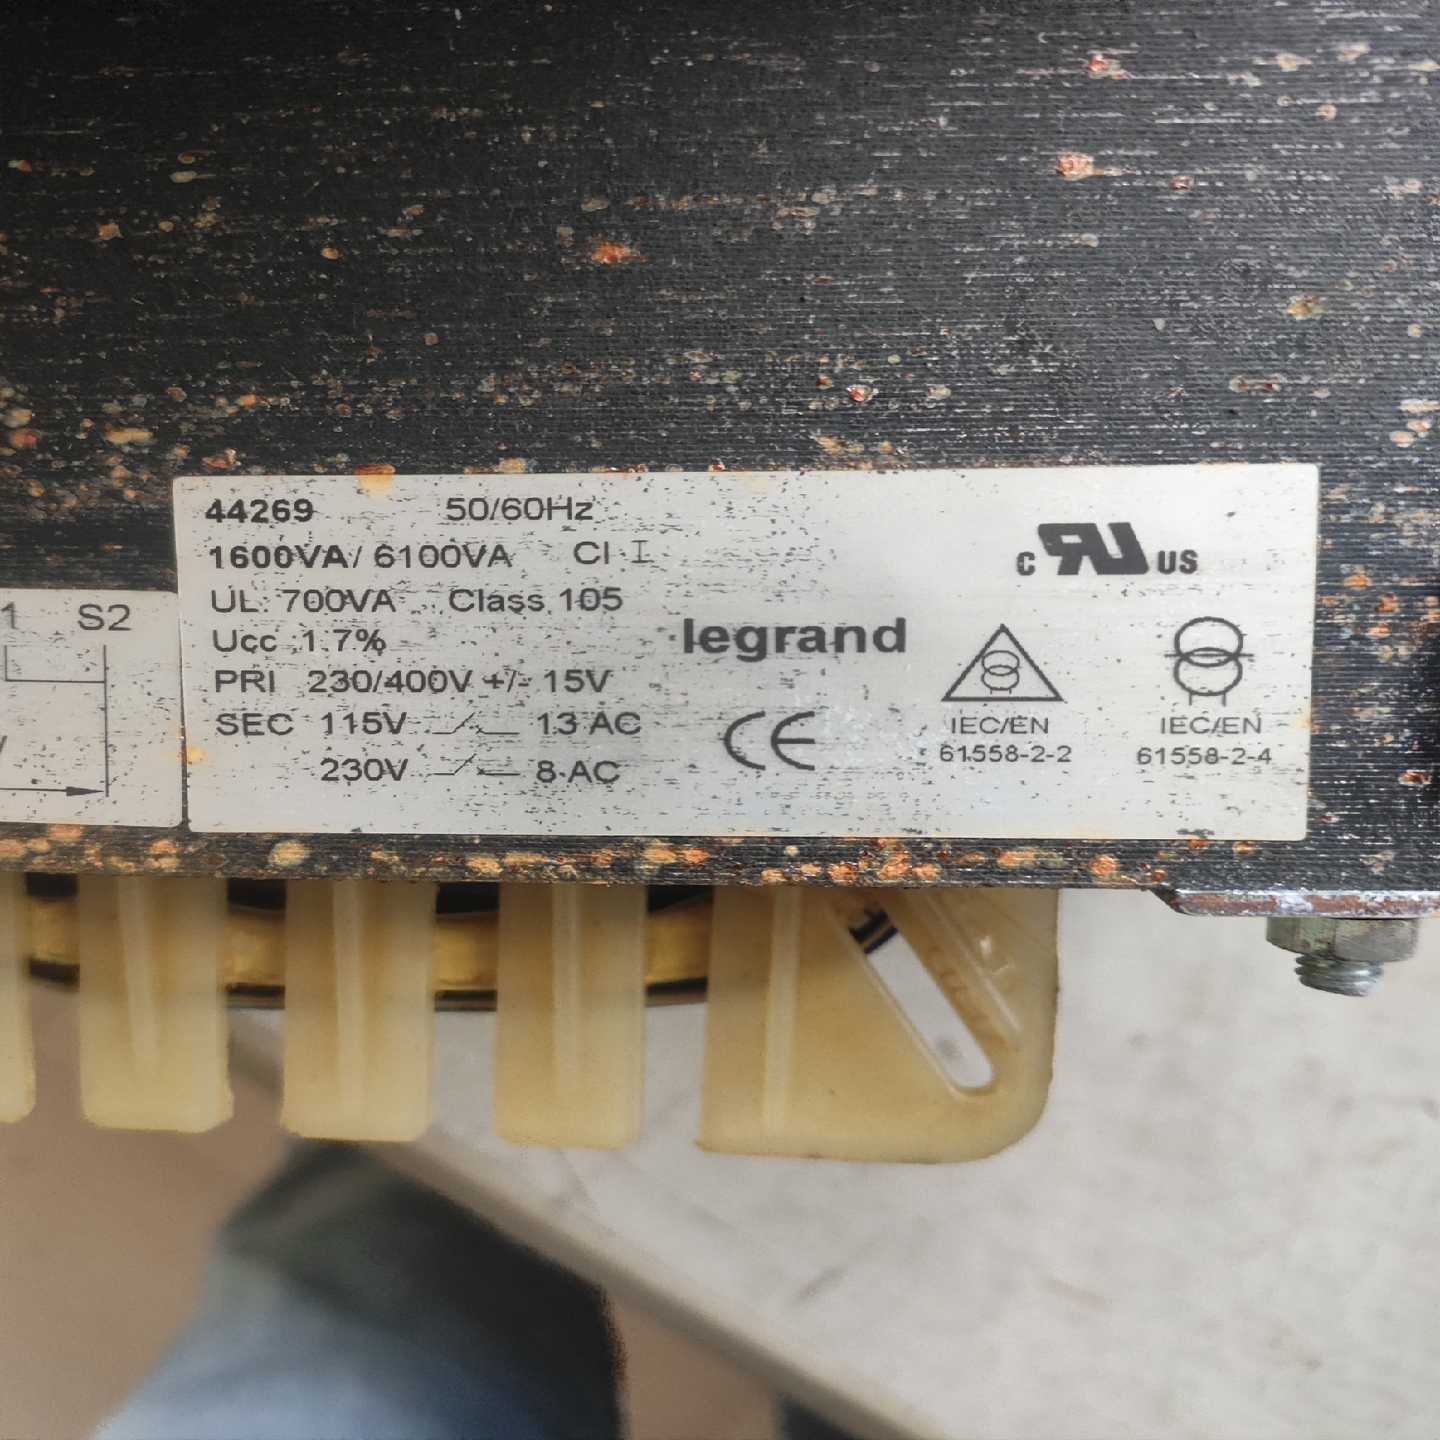 44269 50/60Hz
1600VA/ 6100VA Cl I
UL: 700VA Class 105
Ucc :1.7%
PRI 230/400V +/- 15V
SEC 115V 13 AC
230V 8 AC
legrand
CE
c RU US
IEC/EN
61558-2-2
IEC/EN
61558-2-4
1 S2